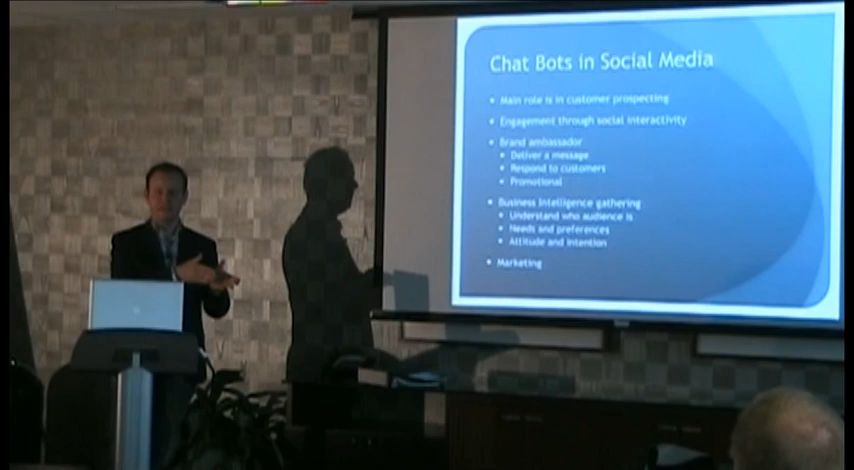 Chat Bots in Social Media
• Main role is in customer prospecting
• Engagement through social interactivity
• Brand ambassador
• Deliver a message
• Respond to customers
• Promotional
• Business Intelligence gathering
• Understand who audience is
• Needs and preferences
• Attitude and intention
• Marketing